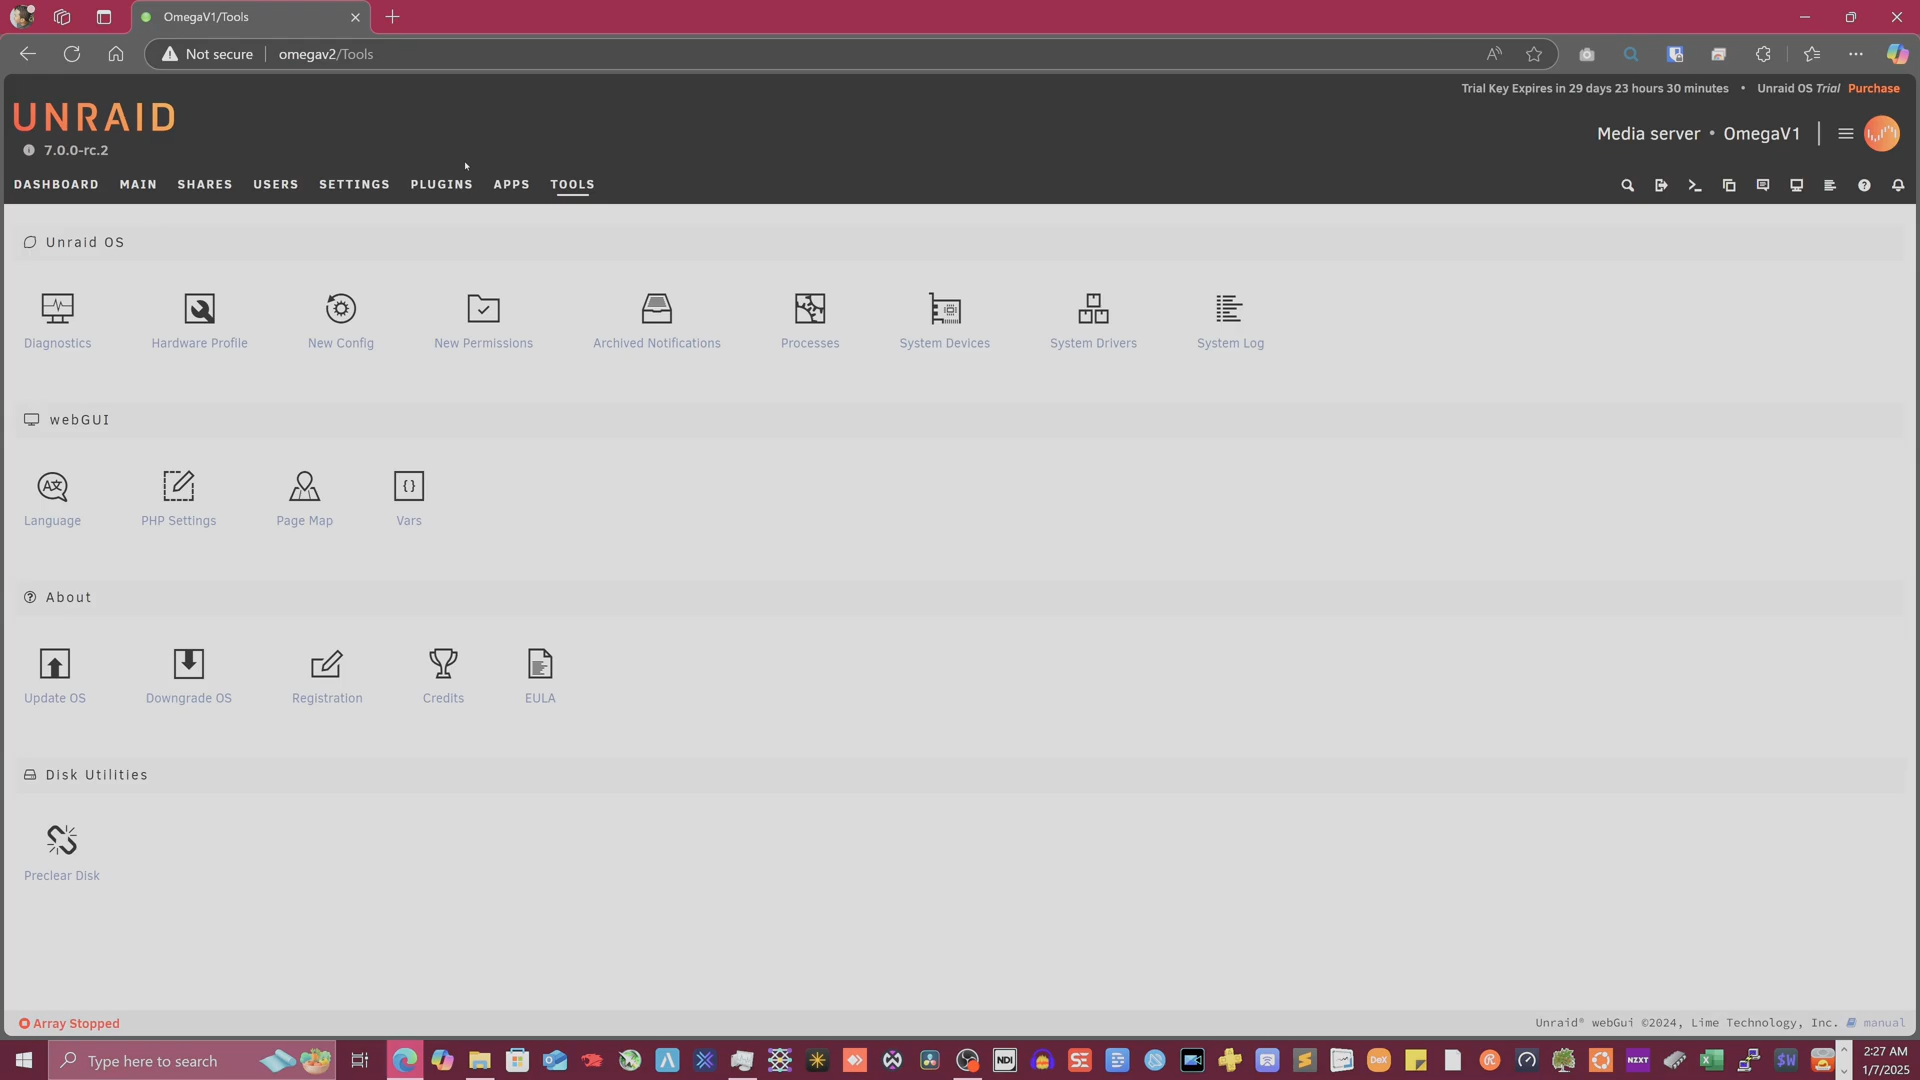 OmegaV1/Tools
Not secure
omegav2/Tools
Trial Key Expires in 29 days 23 hours 30 minutes • Unraid OS Trial Purchase
UNRAID
7.0.0-rc.2
Media server • OmegaV1
DASHBOARD MAIN SHARES USERS SETTINGS PLUGINS APPS TOOLS
Unraid OS
Diagnostics Hardware Profile New Config New Permissions Archived Notifications Processes System Devices System Drivers System Log
webGUI
Language PHP Settings Page Map Vars
About
Update OS Downgrade OS Registration Credits EULA
Disk Utilities
Preclear Disk
Array Stopped
Unraid® webGui ©2024, Lime Technology, Inc. manual
Type here to search
NDI
SE
DeX
NZXT
$W
2:27 AM
1/7/2025